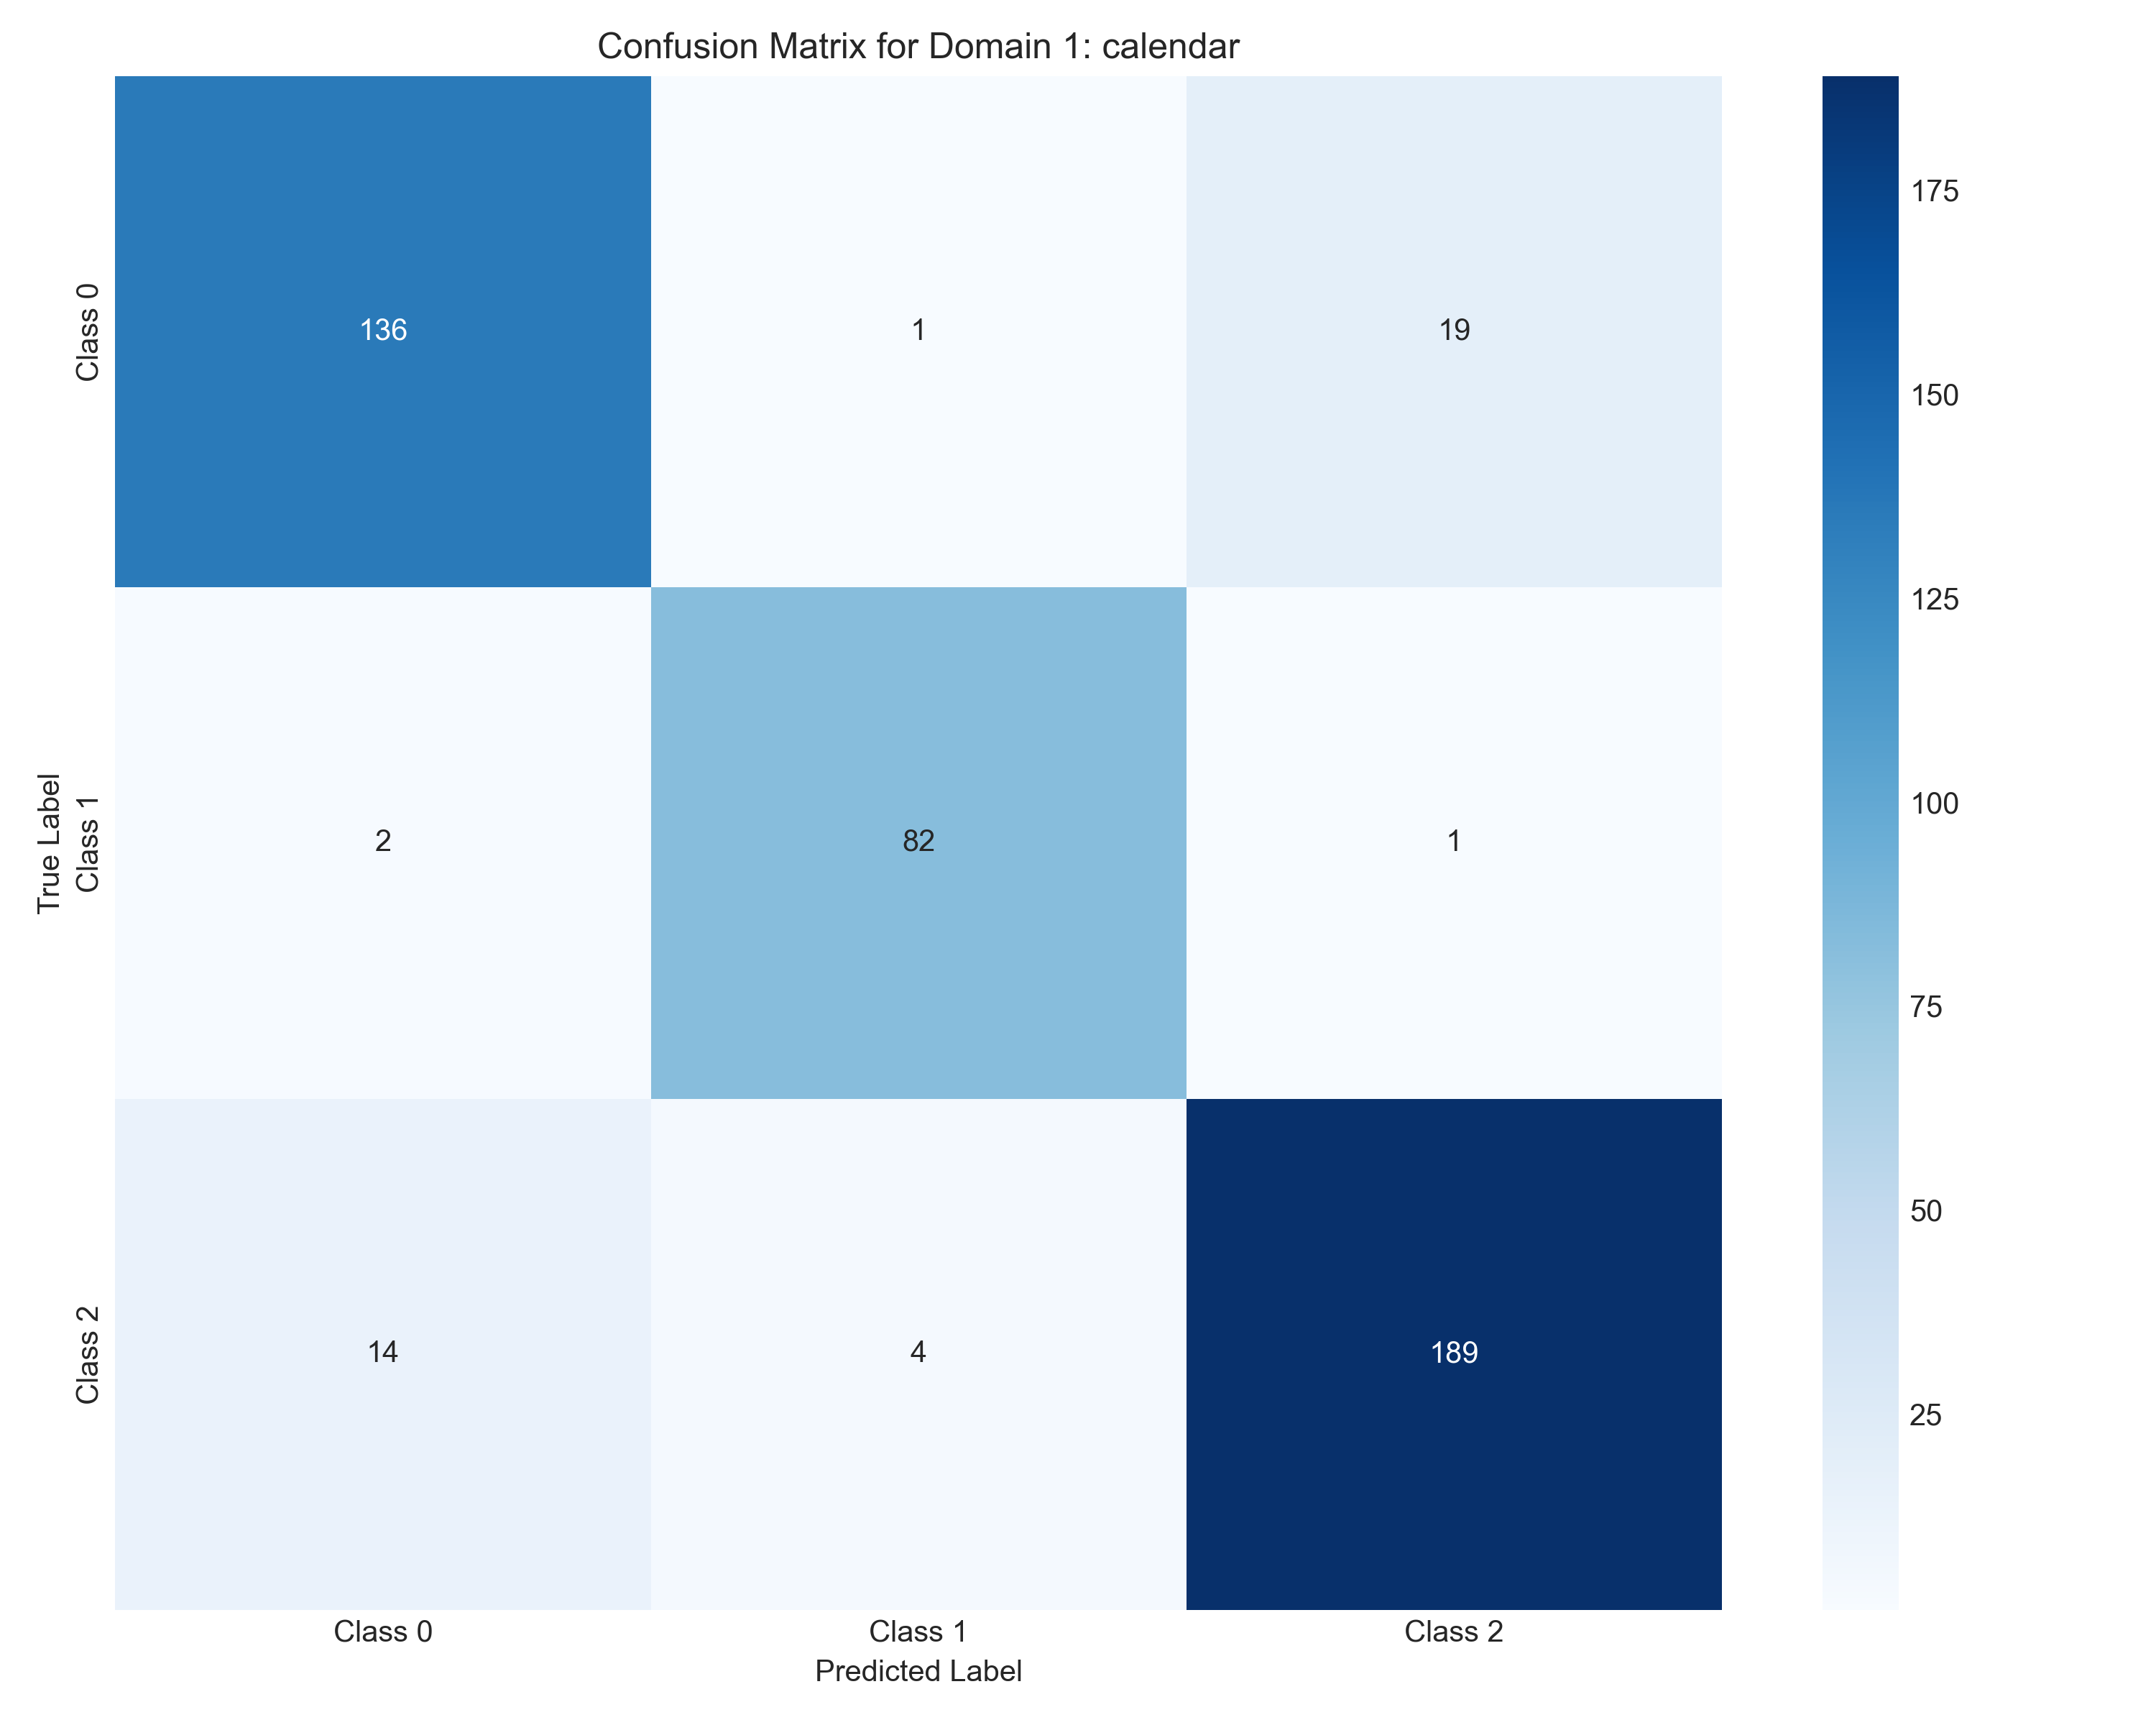 Confusion Matrix for Domain 1: calendar
True Label
Class 0
136 1 19
Class 1
2 82 1
Class 2
14 4 189
Class 0 Class 1 Class 2
Predicted Label
175
150
125
100
75
50
25